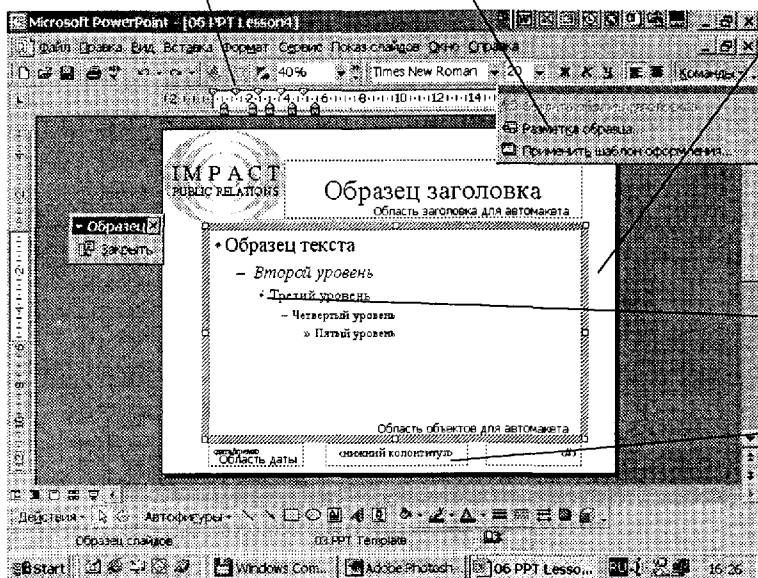 Microsoft PowerPoint - [06 PPT Lesson4]
Файл Правка Вид Вставка Формат Сервис Показ слайдов Окно Справка
40% Times New Roman 20 Ж К Ч Команды
Разметка образца
Применить шаблон оформления...
IMPACT
PUBLIC RELATIONS
Образец заголовка
Область заголовка для автомакета
Образец
Закрыть
• Образец текста
– Второй уровень
• Третий уровень
– Четвертый уровень
» Пятый уровень
Область объектов для автомакета
Область даты
<нижний колонтитул>
<#>
Действия Автофигуры
Образец слайдов 03 PPT Template
Start Windows Com... Adobe Photosh... 06 PPT Lesso... RU 16:26